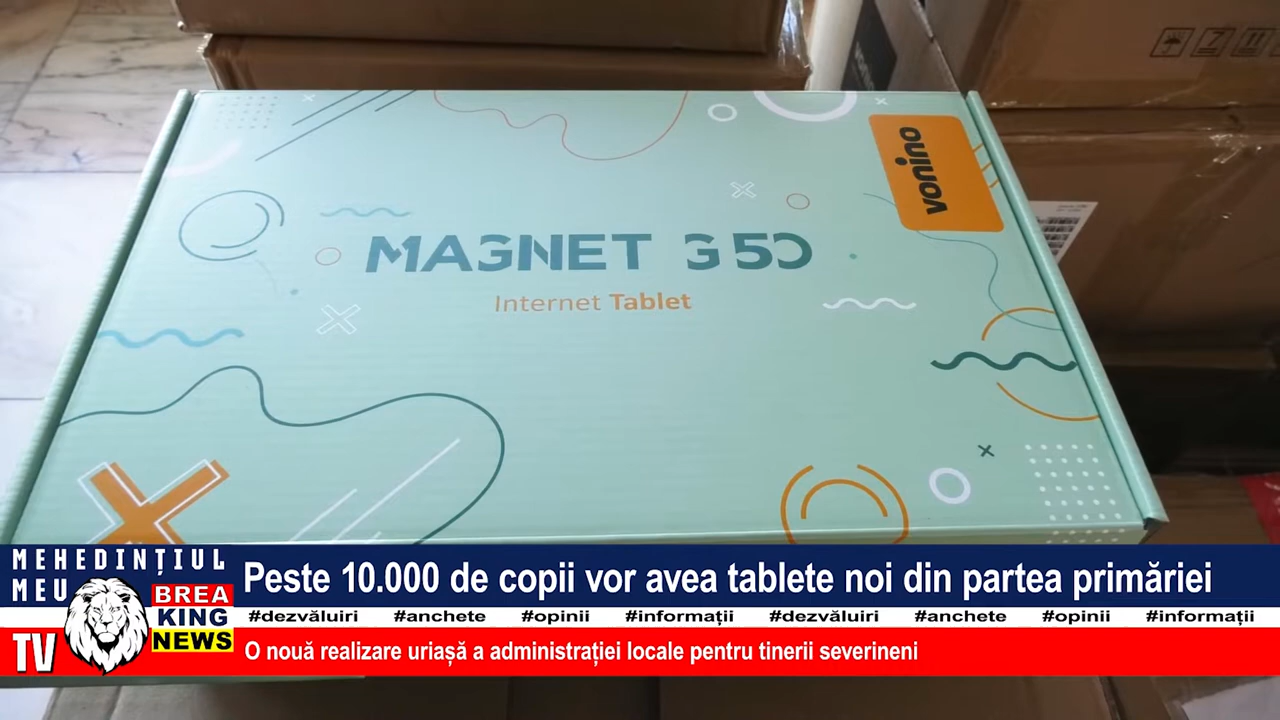 vonino
MAGNET G50
Internet Tablet
MEHEDINȚIUL
MEU
TV
BREA
KING
NEWS
Peste 10.000 de copii vor avea tablete noi din partea primăriei
#dezvăluiri #anchete #opinii #informații #dezvăluiri #anchete #opinii #informații
O nouă realizare uriașă a administrației locale pentru tinerii severineni